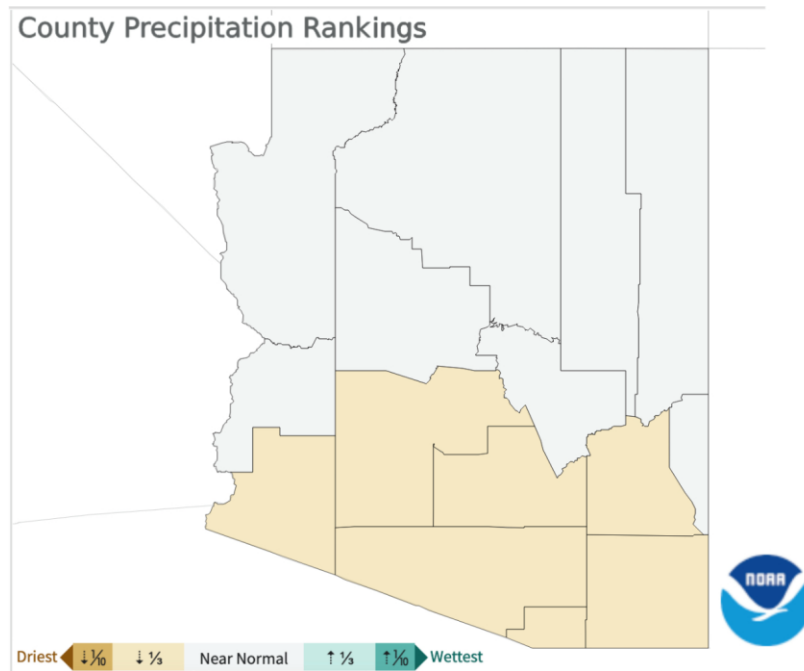 County Precipitation Rankings
NOAA
Driest ↓ 1/10 ↓ 1/3 Near Normal ↑ 1/3 ↑ 1/10 Wettest